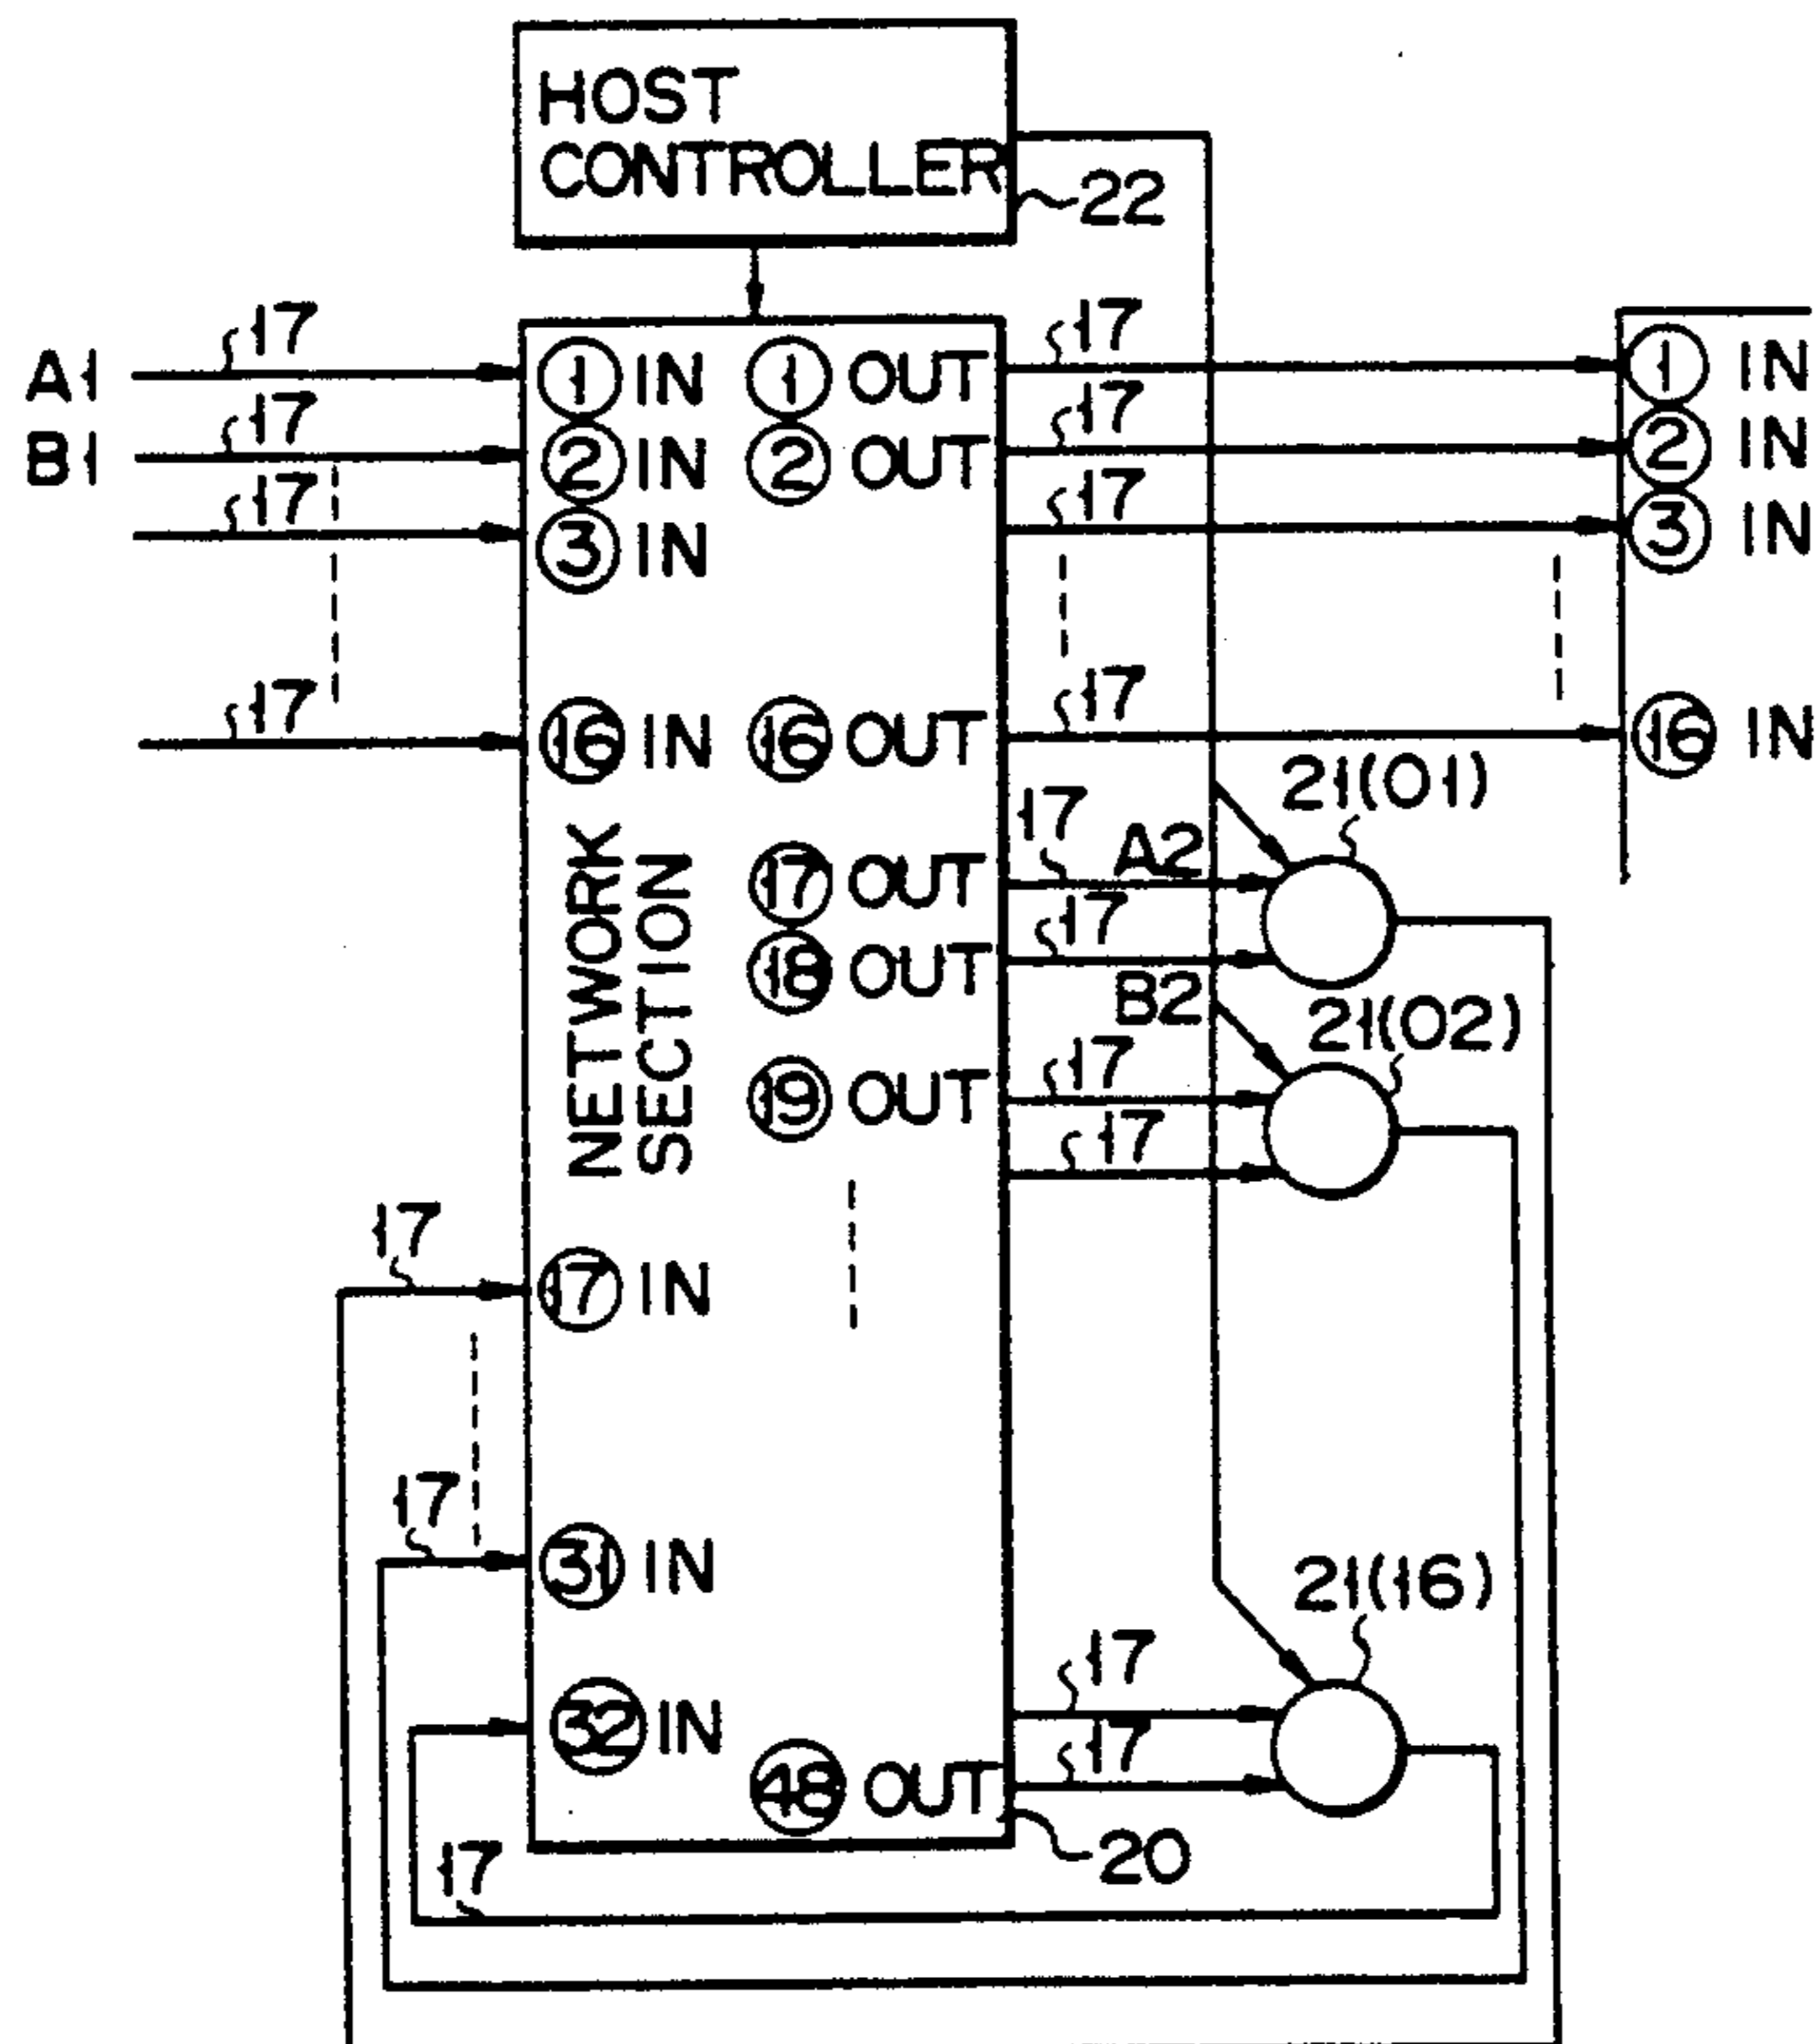 HOST
CONTROLLER
22
17
17
A1
① IN ① OUT
① IN
17
17
B1
② IN ② OUT
② IN
17
17
③ IN
③ IN
17
17
⑯ IN ⑯ OUT
⑯ IN
21(01)
17
A2
⑰ OUT
17
⑱ OUT
B2
21(02)
NETWORK
SECTION
17
⑲ OUT
17
17
⑰ IN
17
㉛ IN
21(16)
17
㉜ IN
17
㊽ OUT
20
17